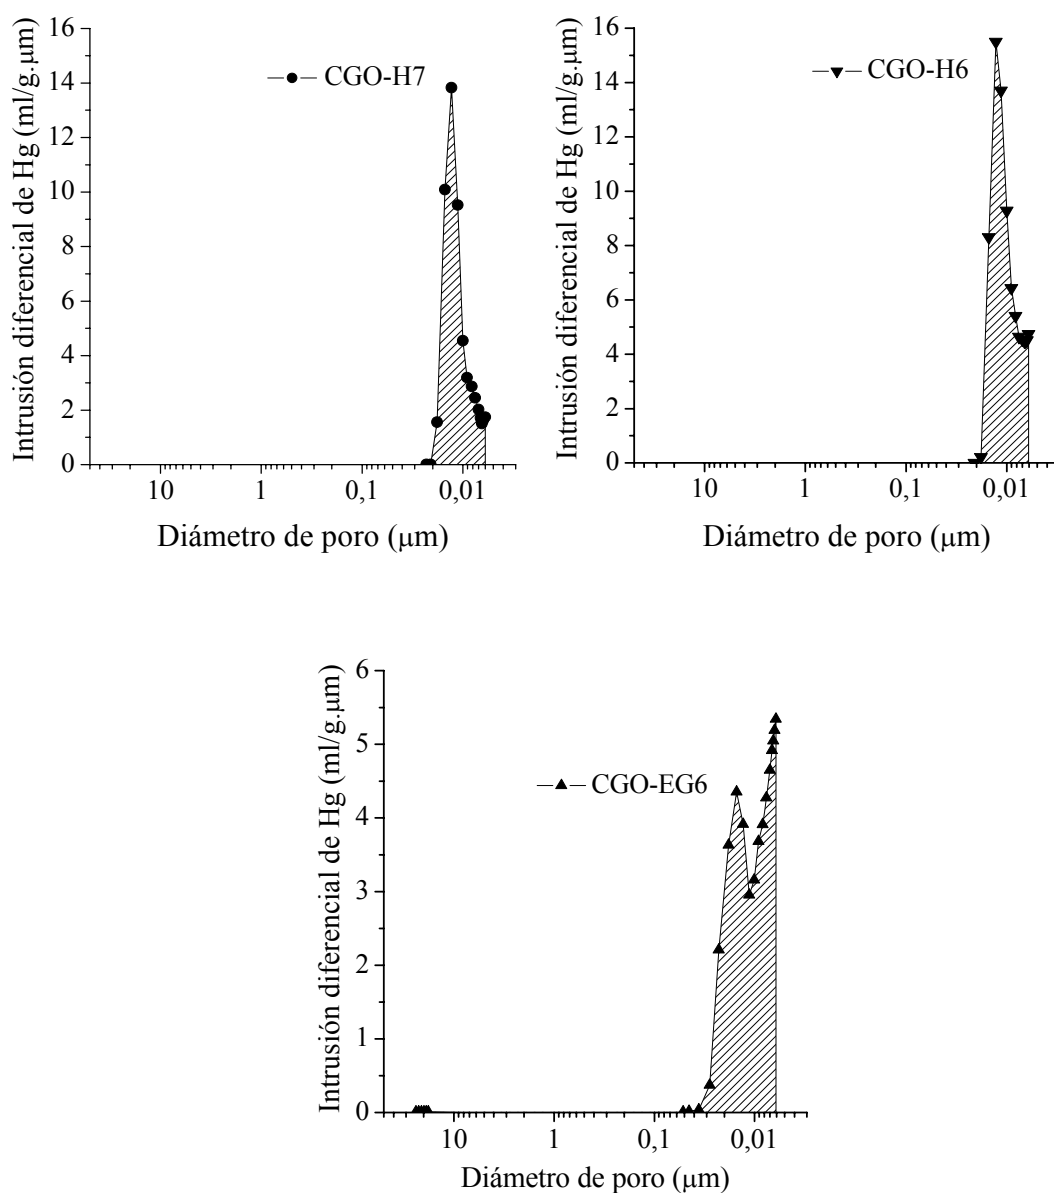 Intrusión diferencial de Hg (ml/g.μm)
16
14
12
10
8
6
4
2
0
CGO-H7
10 1 0,1 0,01
Diámetro de poro (μm)
Intrusión diferencial de Hg (ml/g.μm)
16
14
12
10
8
6
4
2
0
CGO-H6
10 1 0,1 0,01
Diámetro de poro (μm)
Intrusión diferencial de Hg (ml/g.μm)
6
5
4
3
2
1
0
CGO-EG6
10 1 0,1 0,01
Diámetro de poro (μm)